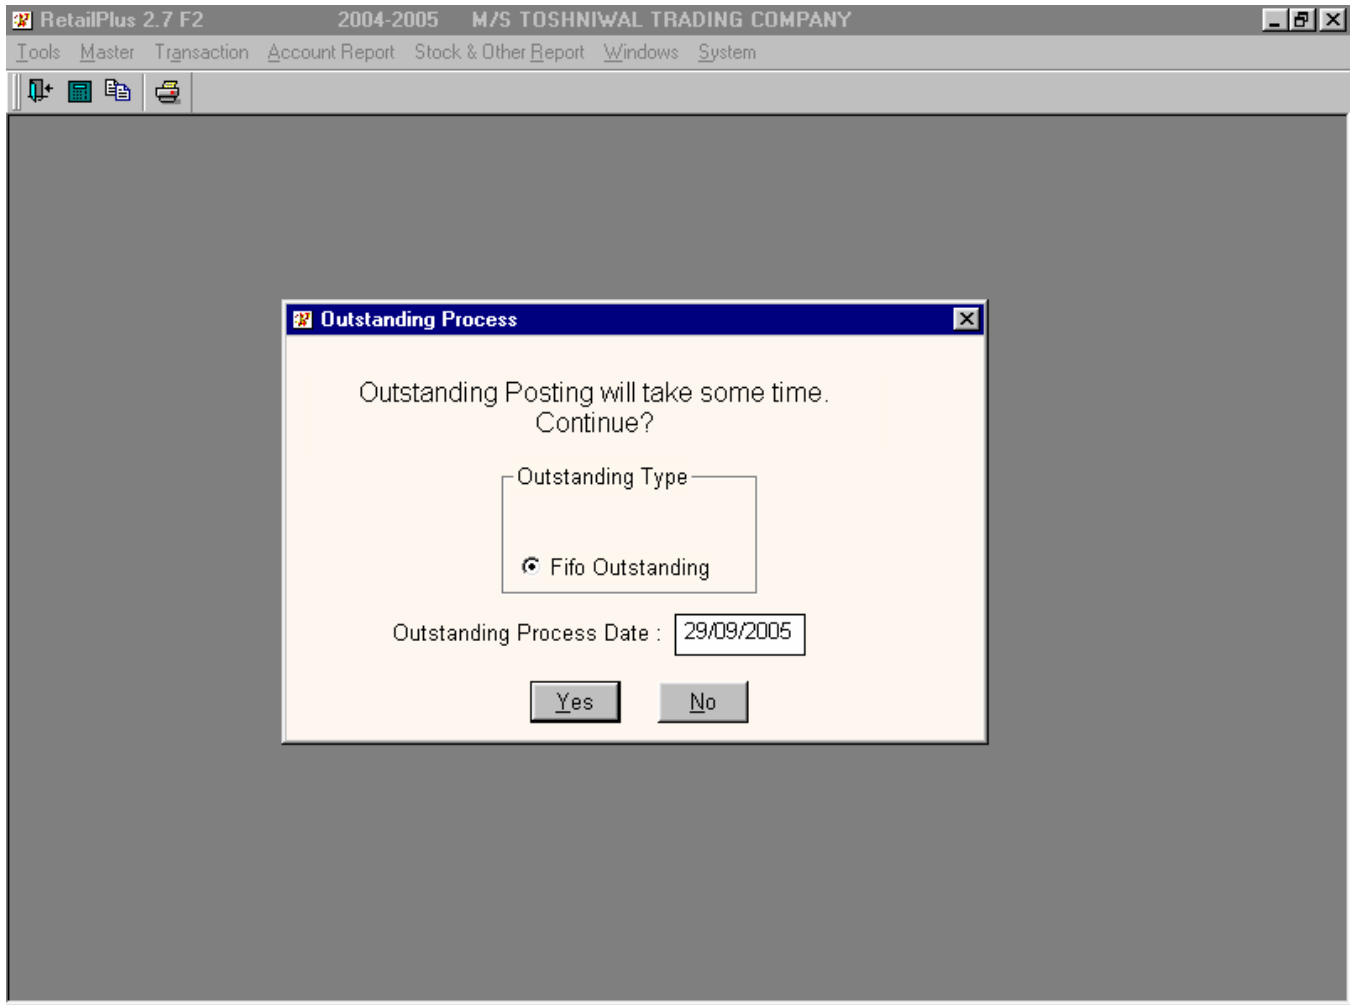 RetailPlus 2.7 F2 2004-2005 M/S TOSHNIWAL TRADING COMPANY
Tools Master Transaction Account Report Stock & Other Report Windows System
Outstanding Process
Outstanding Posting will take some time.
Continue?
Outstanding Type
Fifo Outstanding
Outstanding Process Date : 29/09/2005
Yes No